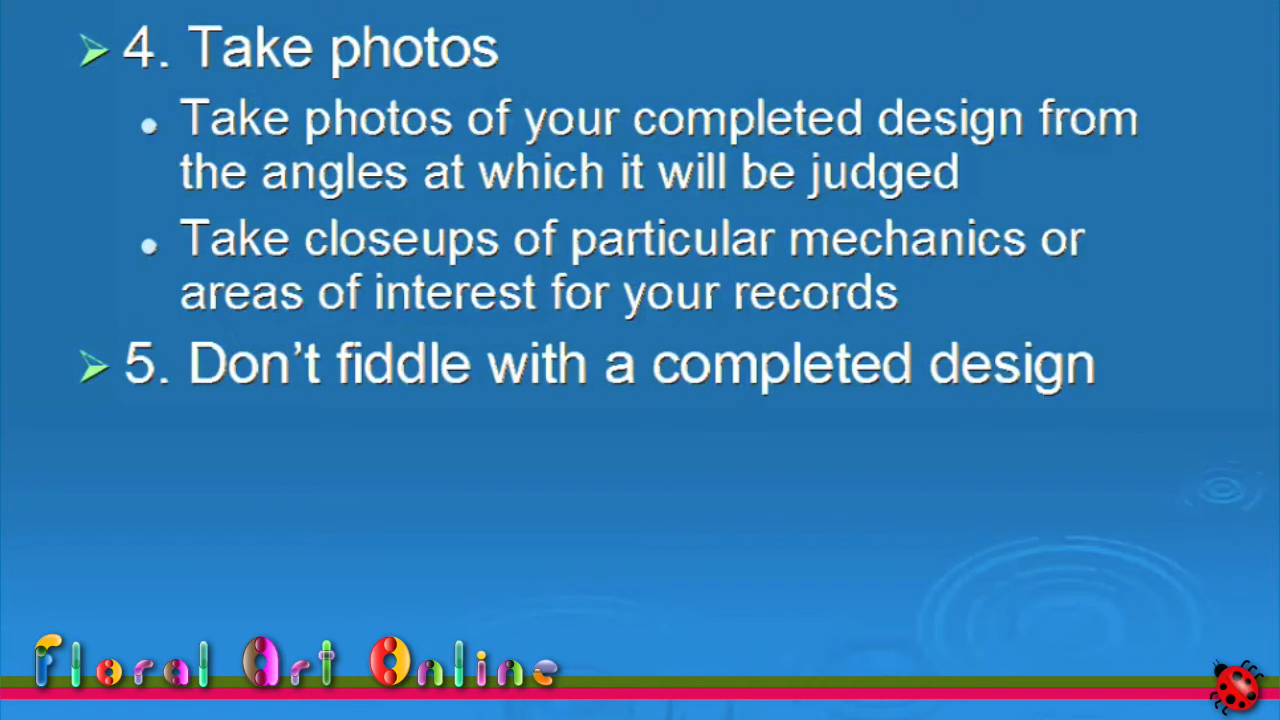 4. Take photos
Take photos of your completed design from
the angles at which it will be judged
Take closeups of particular mechanics or
areas of interest for your records
5. Don’t fiddle with a completed design
Floral Art Online